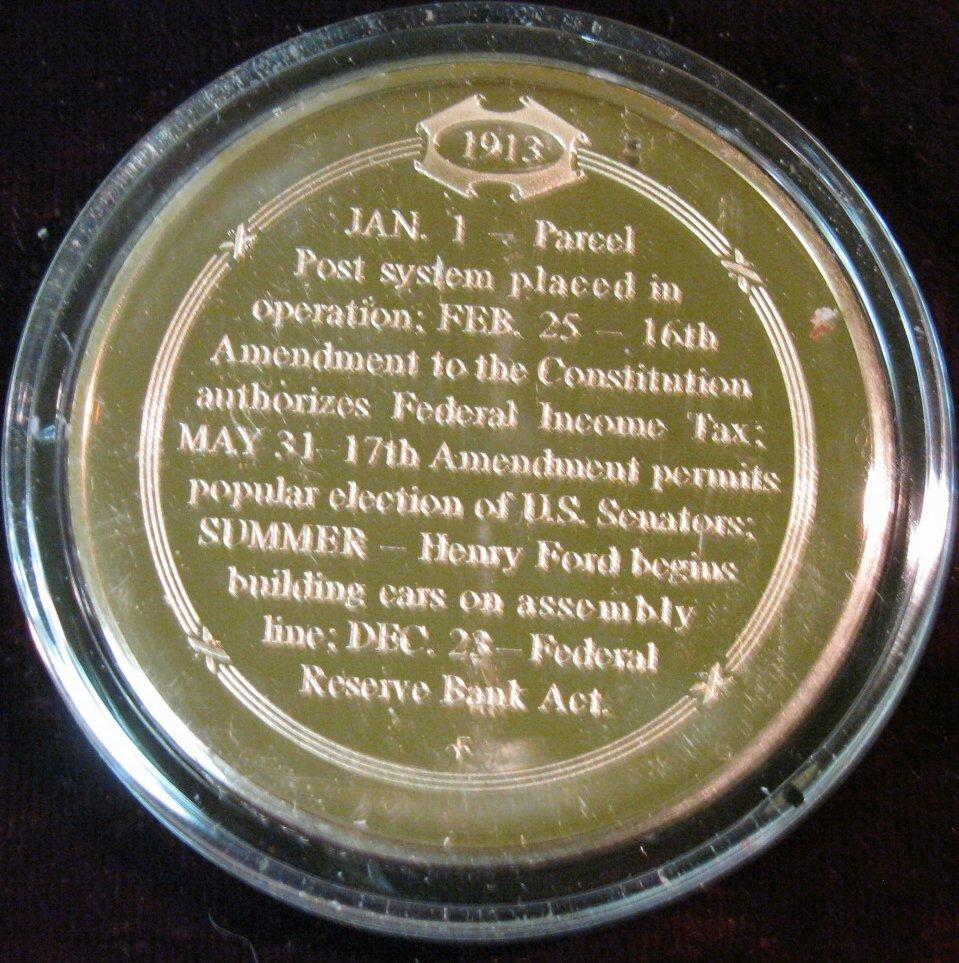 1913
JAN. 1 – Parcel
Post system placed in
operation; FEB. 25 – 16th
Amendment to the Constitution
authorizes Federal Income Tax;
MAY 31 – 17th Amendment permits
popular election of U.S. Senators;
SUMMER – Henry Ford begins
building cars on assembly
line; DEC. 23 – Federal
Reserve Bank Act.
F